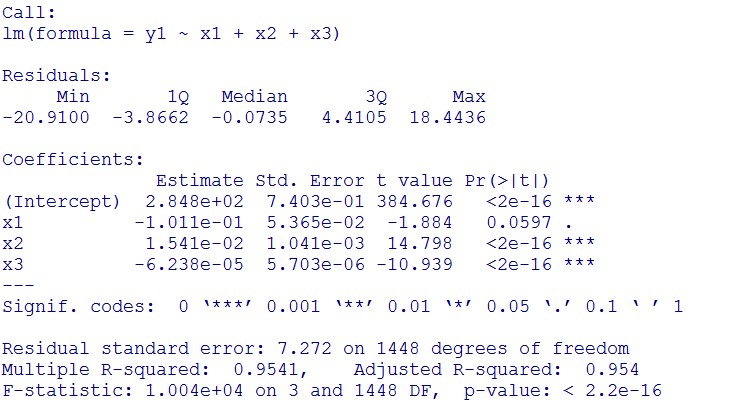 Call:
lm(formula = y1 ~ x1 + x2 + x3)
Residuals:
Min 1Q Median 3Q Max
-20.9100 -3.8662 -0.0735 4.4105 18.4436
Coefficients:
Estimate Std. Error t value Pr(>|t|)
(Intercept) 2.848e+02 7.403e-01 384.676 <2e-16 ***
x1 -1.011e-01 5.365e-02 -1.884 0.0597 .
x2 1.541e-02 1.041e-03 14.798 <2e-16 ***
x3 -6.238e-05 5.703e-06 -10.939 <2e-16 ***
---
Signif. codes: 0 ‘***’ 0.001 ‘**’ 0.01 ‘*’ 0.05 ‘.’ 0.1 ‘ ’ 1
Residual standard error: 7.272 on 1448 degrees of freedom
Multiple R-squared: 0.9541, Adjusted R-squared: 0.954
F-statistic: 1.004e+04 on 3 and 1448 DF, p-value: < 2.2e-16